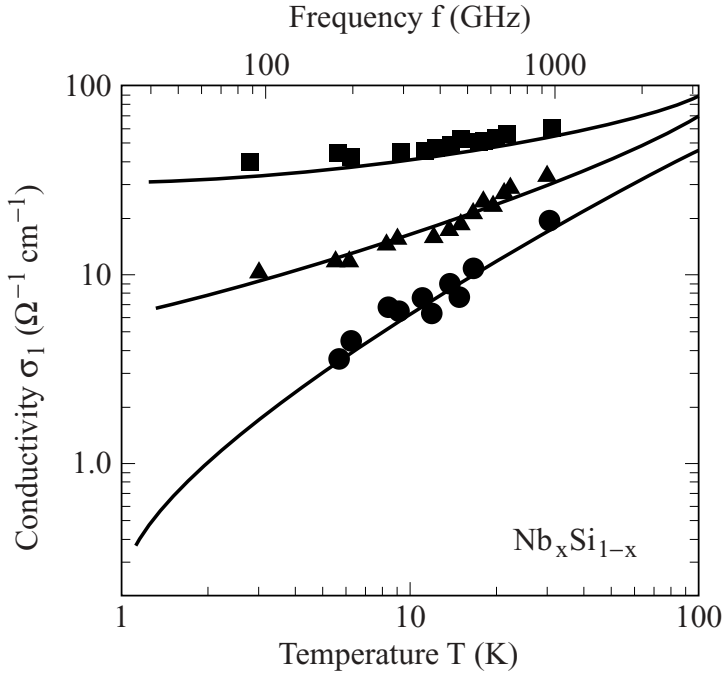 Frequency f (GHz)
100 1000
100
10
1.0
Conductivity σ₁ (Ω⁻¹ cm⁻¹)
NbₓSi₁₋ₓ
1 10 100
Temperature T (K)